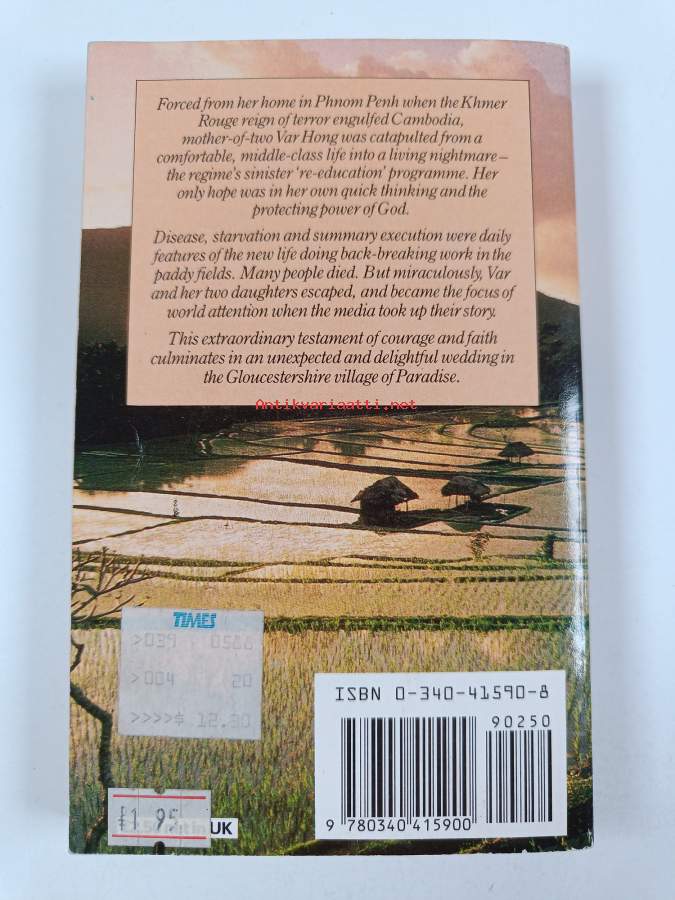 Forced from her home in Phnom Penh when the Khmer
Rouge reign of terror engulfed Cambodia,
mother-of-two Var Hong was catapulted from a
comfortable, middle-class life into a living nightmare –
the regime's sinister 're-education' programme. Her
only hope was in her own quick thinking and the
protecting power of God.
Disease, starvation and summary execution were daily
features of the new life doing back-breaking work in the
paddy fields. Many people died. But miraculously, Var
and her two daughters escaped, and became the focus of
world attention when the media took up their story.
This extraordinary testament of courage and faith
culminates in an unexpected and delightful wedding in
the Gloucestershire village of Paradise.
Antikvariaatti.net
TIMES
>039
>004 20
>>>>$ 12.30
ISBN 0-340-41590-8
90250
9 780340 415900
£1.95
UK